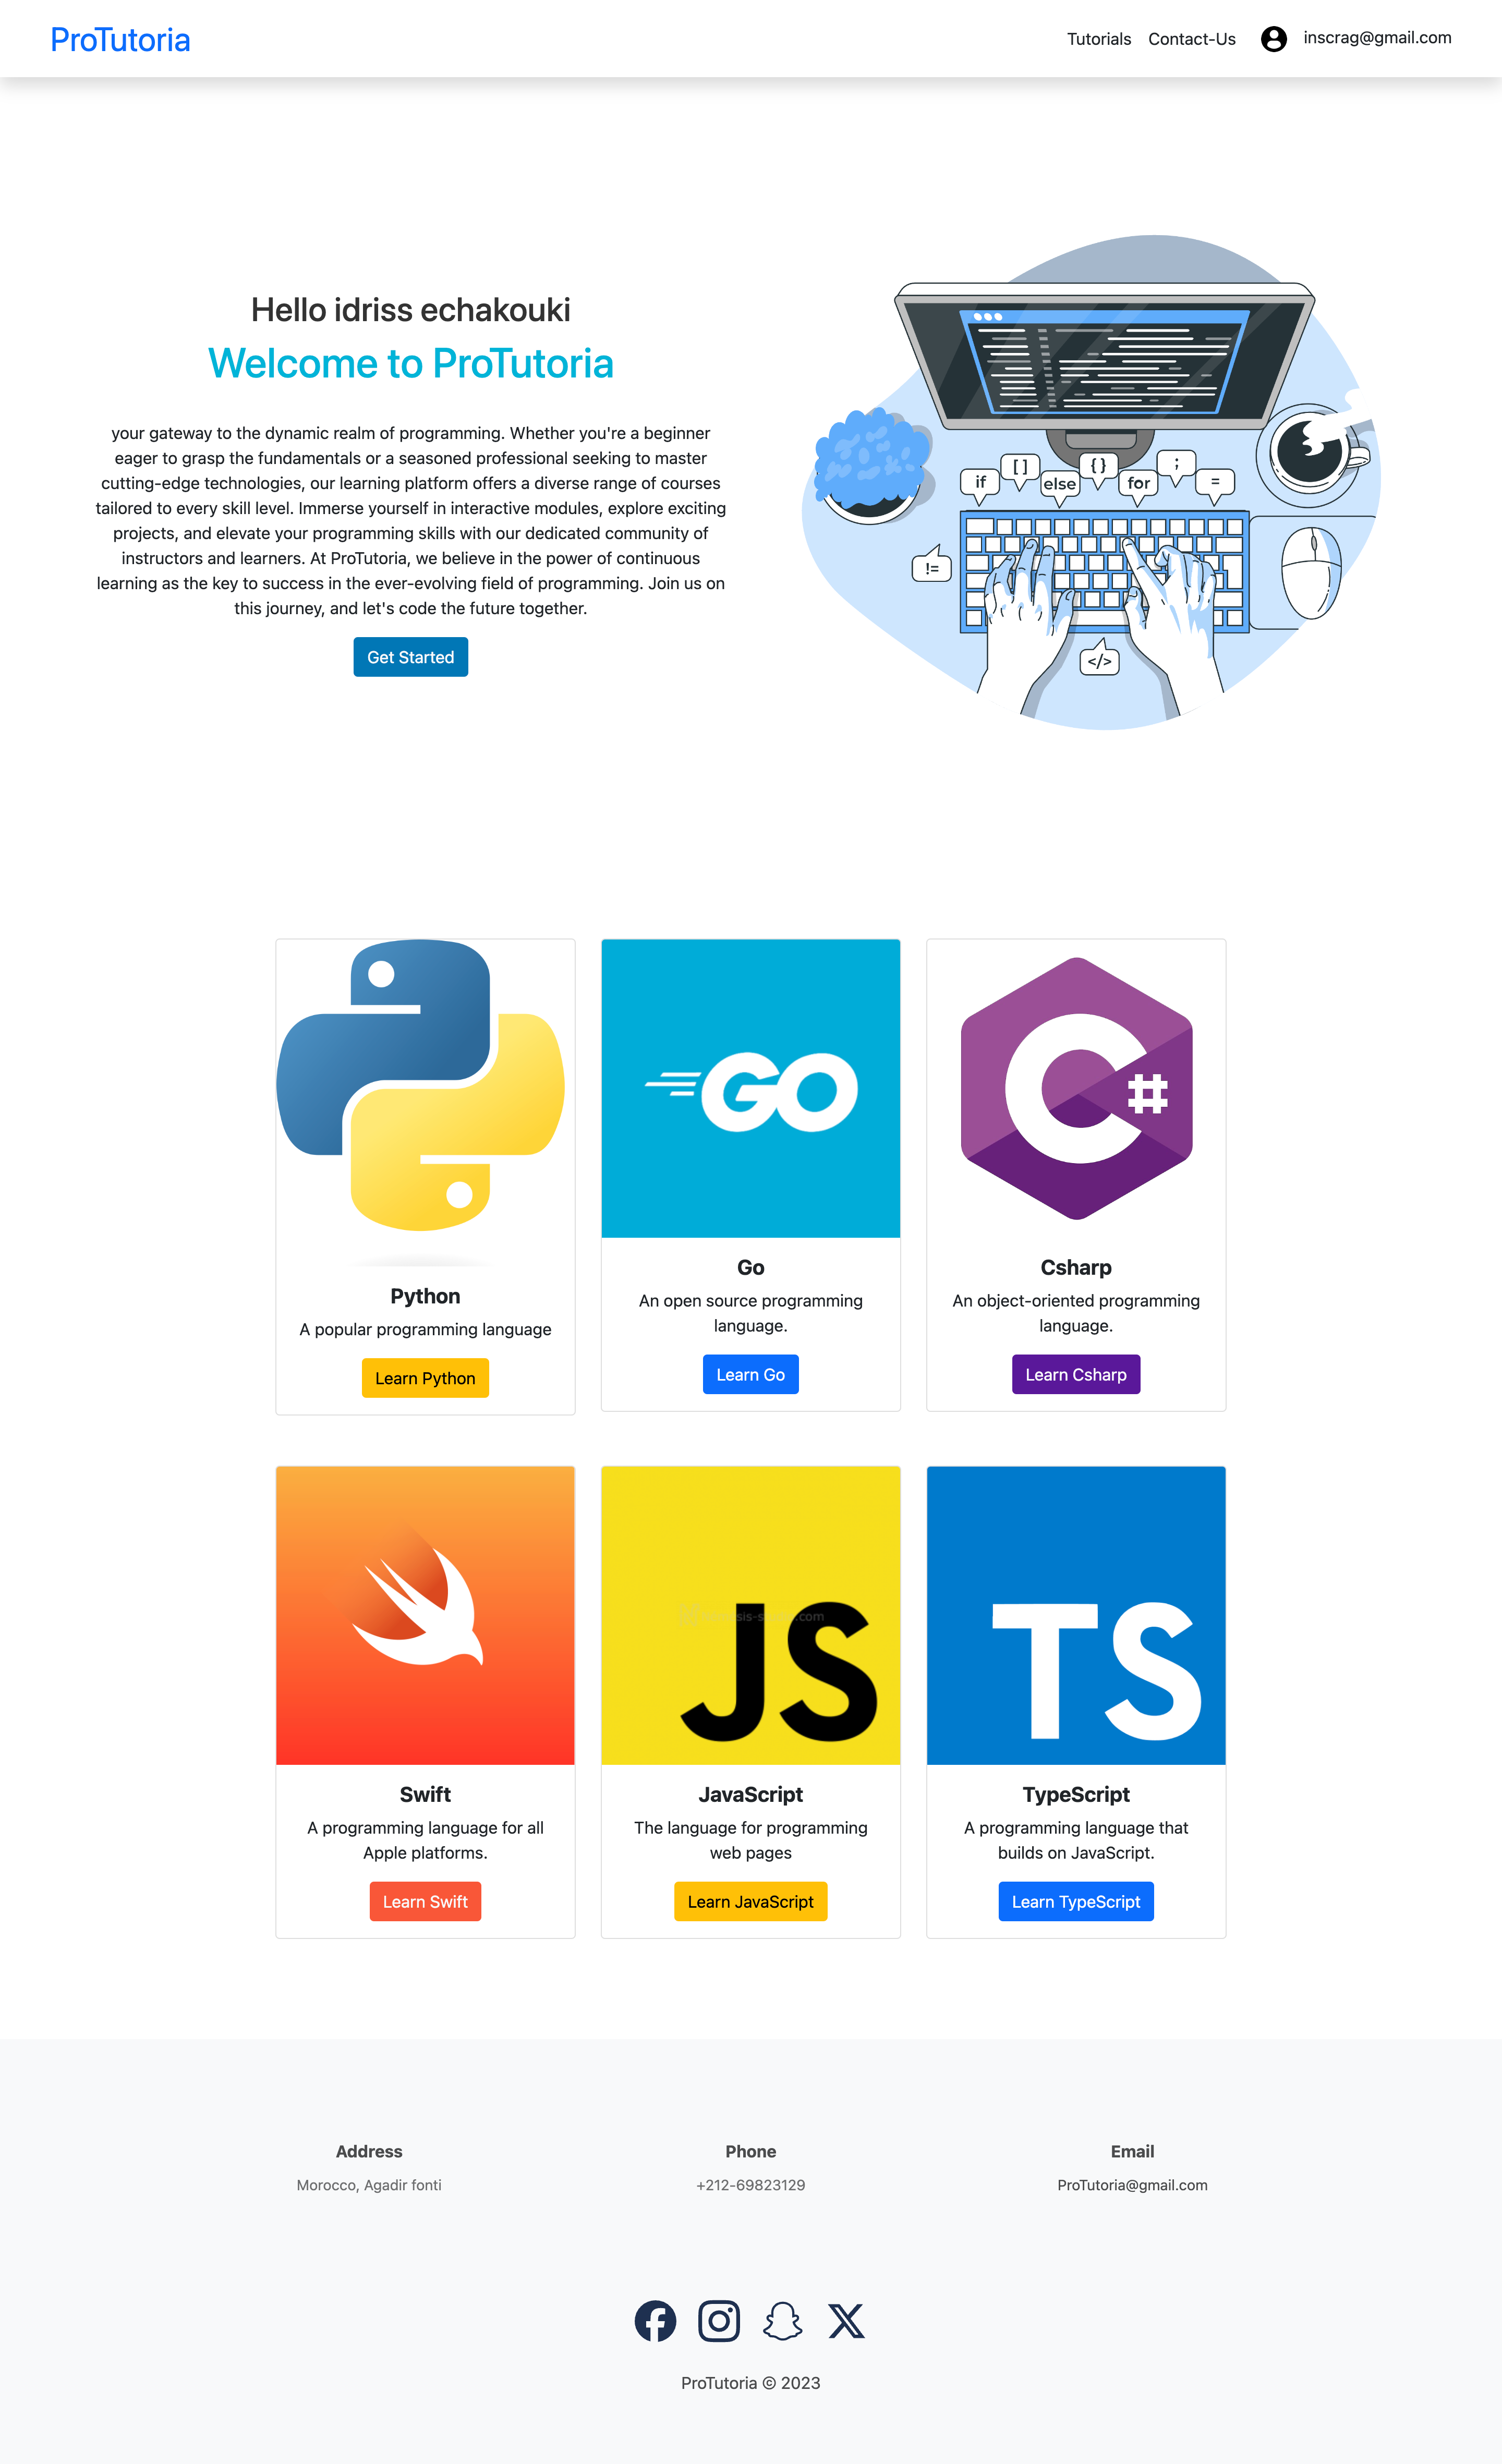 ProTutoria
Tutorials Contact-Us inscrag@gmail.com
Hello idriss echakouki
Welcome to ProTutoria
your gateway to the dynamic realm of programming. Whether you're a beginner
eager to grasp the fundamentals or a seasoned professional seeking to master
cutting-edge technologies, our learning platform offers a diverse range of courses
tailored to every skill level. Immerse yourself in interactive modules, explore exciting
projects, and elevate your programming skills with our dedicated community of
instructors and learners. At ProTutoria, we believe in the power of continuous
learning as the key to success in the ever-evolving field of programming. Join us on
this journey, and let's code the future together.
Get Started
if [ ] else { } for ; =
!=
</>
GO
C#
Python
A popular programming language
Learn Python
Go
An open source programming
language.
Learn Go
Csharp
An object-oriented programming
language.
Learn Csharp
JS
TS
Swift
A programming language for all
Apple platforms.
Learn Swift
JavaScript
The language for programming
web pages
Learn JavaScript
TypeScript
A programming language that
builds on JavaScript.
Learn TypeScript
Address
Morocco, Agadir fonti
Phone
+212-69823129
Email
ProTutoria@gmail.com
ProTutoria © 2023